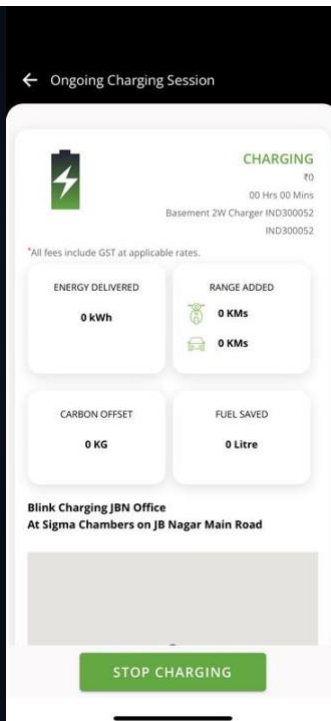 Ongoing Charging Session
CHARGING
₹0
00 Hrs 00 Mins
Basement 2W Charger IND300052
IND300052
*All fees include GST at applicable rates.
ENERGY DELIVERED
0 kWh
RANGE ADDED
0 KMs
0 KMs
CARBON OFFSET
0 KG
FUEL SAVED
0 Litre
Blink Charging JBN Office
At Sigma Chambers on JB Nagar Main Road
STOP CHARGING